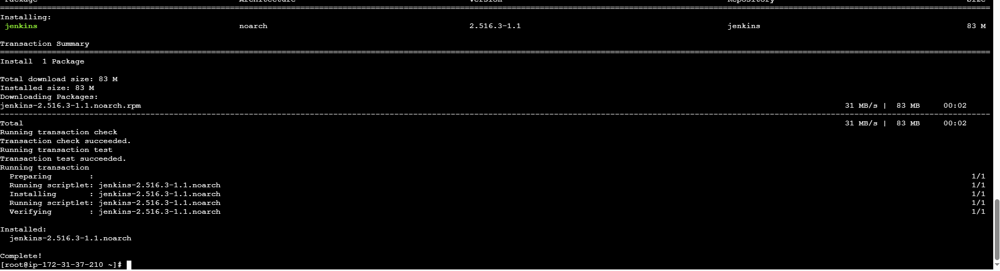 Package Architecture Version Repository Size
Installing:
jenkins noarch 2.516.3-1.1 jenkins 83 M
Transaction Summary
Install 1 Package
Total download size: 83 M
Installed size: 83 M
Downloading Packages:
jenkins-2.516.3-1.1.noarch.rpm 31 MB/s | 83 MB 00:02
Total 31 MB/s | 83 MB 00:02
Running transaction check
Transaction check succeeded.
Running transaction test
Transaction test succeeded.
Running transaction
Preparing : 1/1
Running scriptlet: jenkins-2.516.3-1.1.noarch 1/1
Installing : jenkins-2.516.3-1.1.noarch 1/1
Running scriptlet: jenkins-2.516.3-1.1.noarch 1/1
Verifying : jenkins-2.516.3-1.1.noarch 1/1
Installed:
jenkins-2.516.3-1.1.noarch
Complete!
[root@ip-172-31-37-210 ~]#